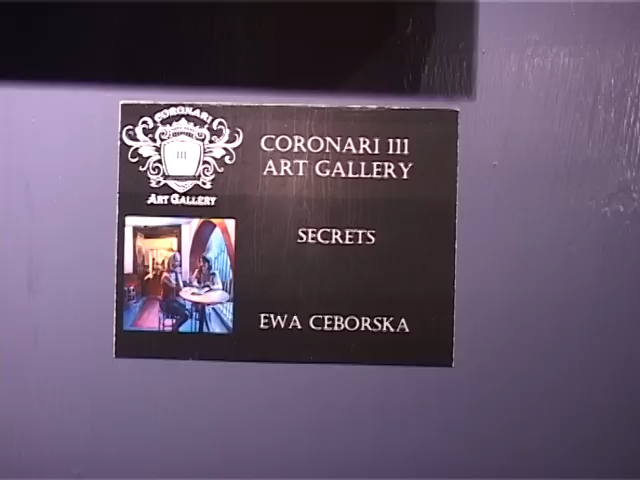 CORONARI
III
ART GALLERY
CORONARI III
ART GALLERY
SECRETS
EWA CEBORSKA